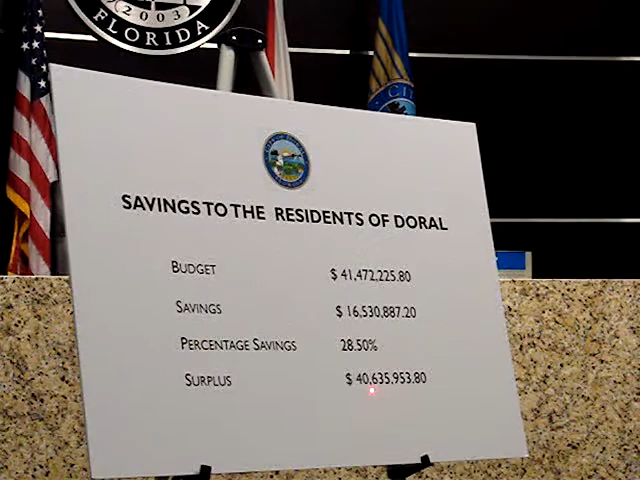 2003
FLORIDA
CIT
SAVINGS TO THE RESIDENTS OF DORAL
BUDGET $ 41,472,225.80
SAVINGS $ 16,530,887.20
PERCENTAGE SAVINGS 28.50%
SURPLUS $ 40,635,953.80